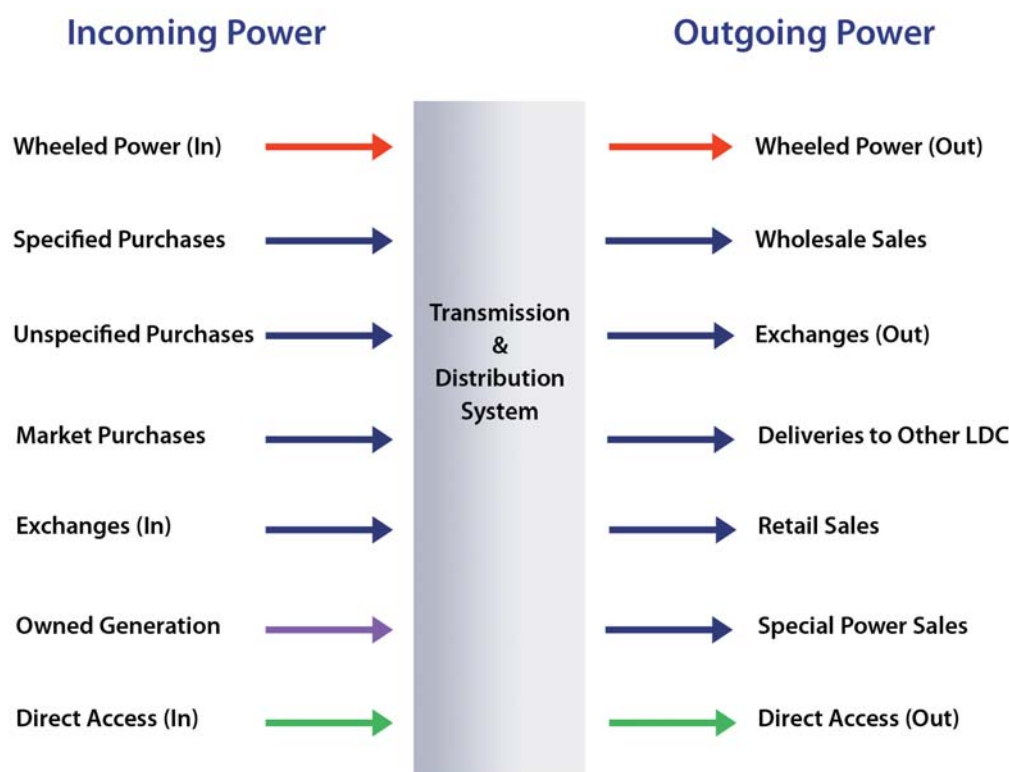 Incoming Power
Outgoing Power
Wheeled Power (In)
Wheeled Power (Out)
Specified Purchases
Wholesale Sales
Unspecified Purchases
Transmission
&
Distribution
System
Exchanges (Out)
Market Purchases
Deliveries to Other LDC
Exchanges (In)
Retail Sales
Owned Generation
Special Power Sales
Direct Access (In)
Direct Access (Out)